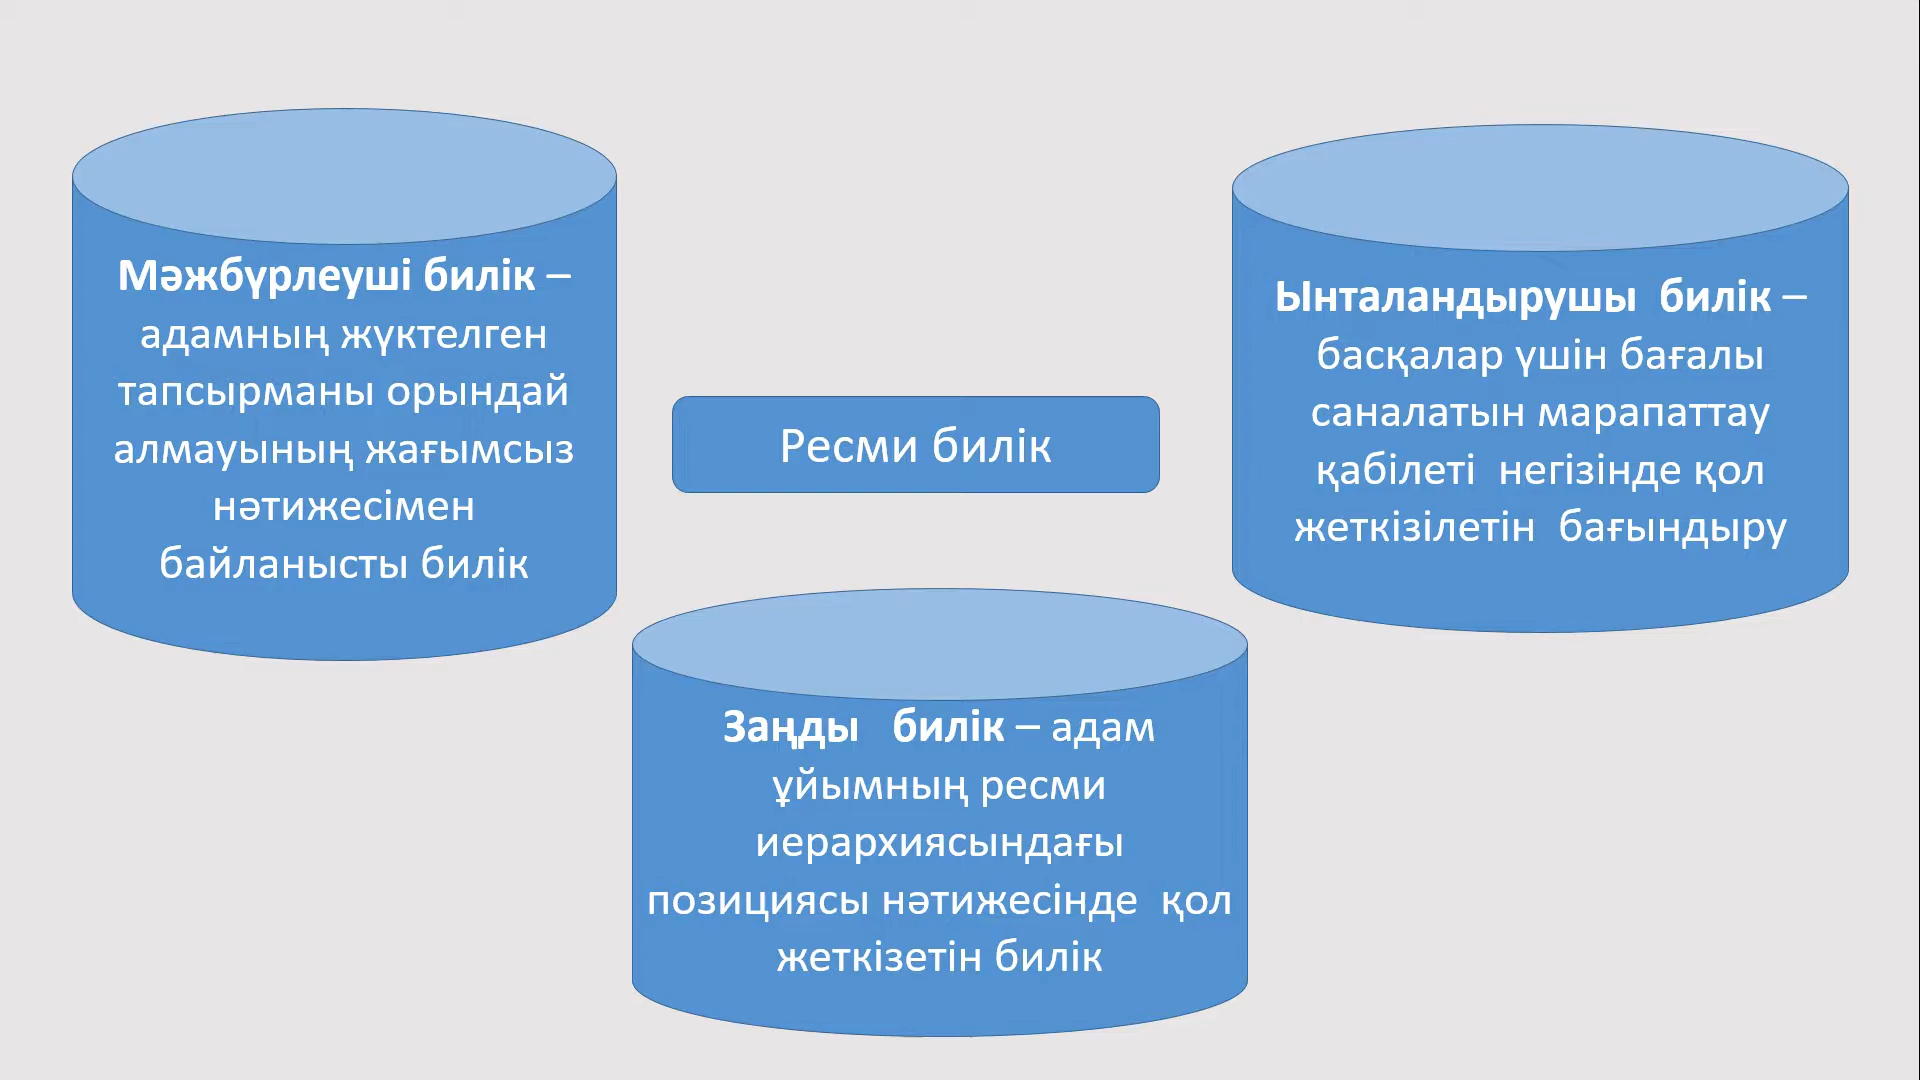 Мәжбүрлеуші билік –
адамның жүктелген
тапсырманы орындай
алмауының жағымсыз
нәтижесімен
байланысты билік
Ресми билік
Ынталандырушы билік –
басқалар үшін бағалы
саналатын марапаттау
қабілеті негізінде қол
жеткізілетін бағындыру
Заңды билік – адам
ұйымның ресми
иерархиясындағы
позициясы нәтижесінде қол
жеткізетін билік